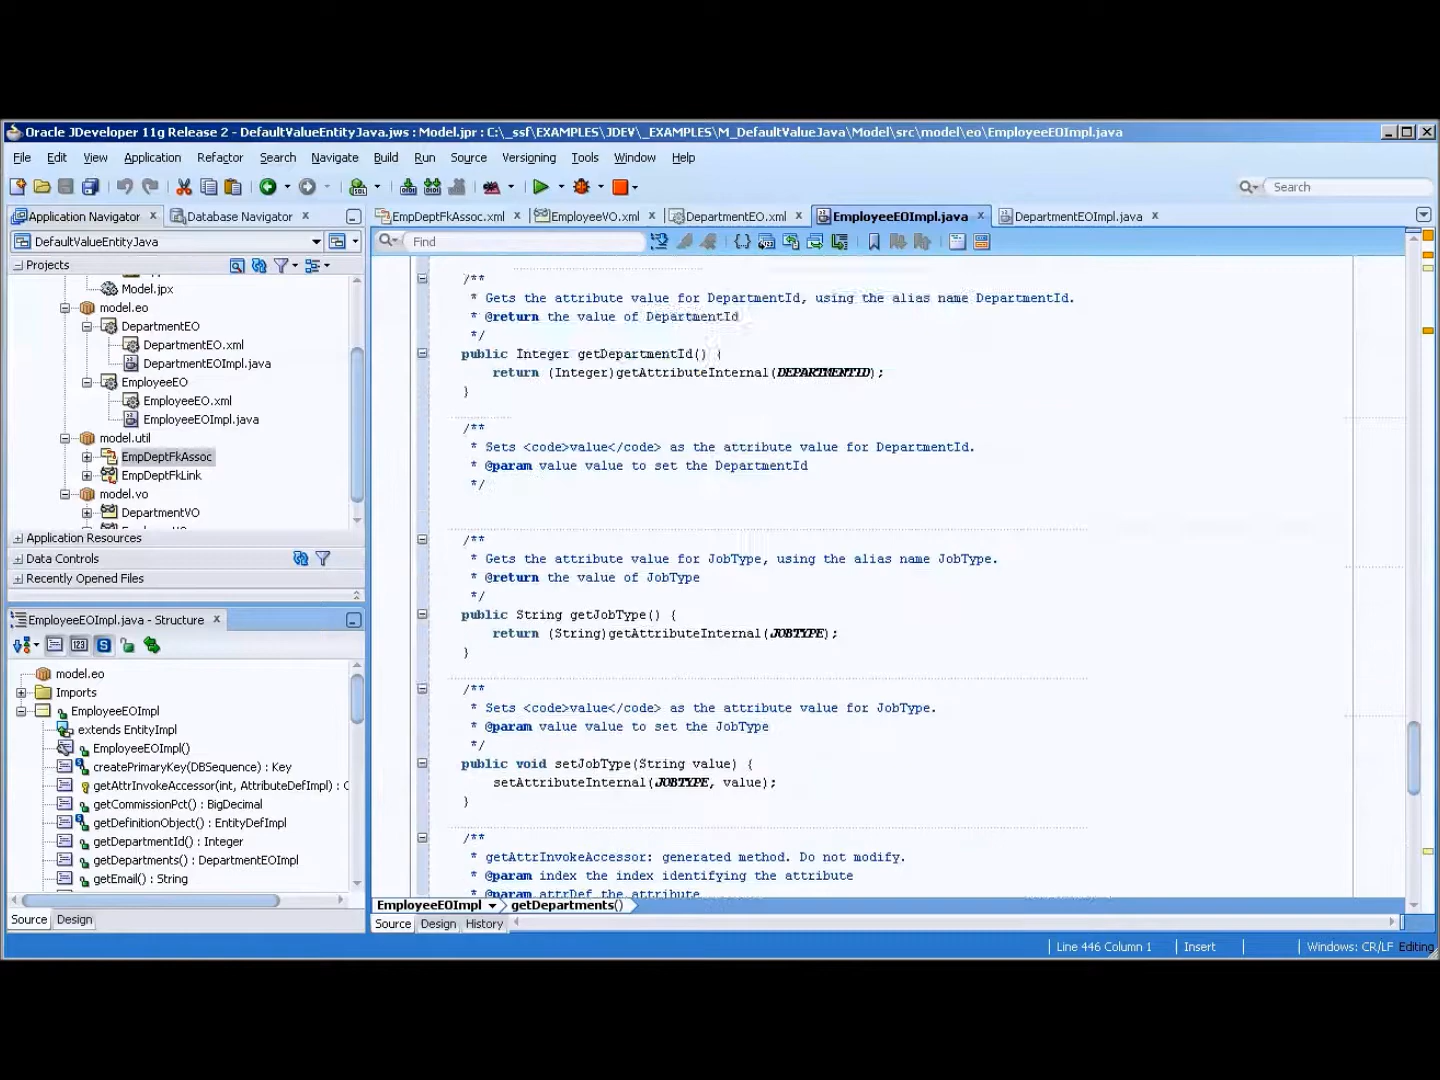 Oracle JDeveloper 11g Release 2 - DefaultValueEntityJava.jws : Model.jpr : C:\_ssf\EXAMPLES\JDEV\_EXAMPLES\M_DefaultValueJava\Model\src\model\eo\EmployeeEOImpl.java
File Edit View Application Refactor Search Navigate Build Run Source Versioning Tools Window Help
Search
Application Navigator Database Navigator
EmpDeptFkAssoc.xml EmployeeVO.xml DepartmentEO.xml EmployeeEOImpl.java DepartmentEOImpl.java
DefaultValueEntityJava
Find
Projects
Model.jpx
model.eo
DepartmentEO
DepartmentEO.xml
DepartmentEOImpl.java
EmployeeEO
EmployeeEO.xml
EmployeeEOImpl.java
model.util
EmpDeptFkAssoc
EmpDeptFkLink
model.vo
DepartmentVO
Application Resources
Data Controls
Recently Opened Files
EmployeeEOImpl.java - Structure
model.eo
Imports
EmployeeEOImpl
extends EntityImpl
EmployeeEOImpl()
createPrimaryKey(DBSequence) : Key
getAttrInvokeAccessor(int, AttributeDefImpl) : C
getCommissionPct() : BigDecimal
getDefinitionObject() : EntityDefImpl
getDepartmentId() : Integer
getDepartments() : DepartmentEOImpl
getEmail() : String
Source Design
/**
* Gets the attribute value for DepartmentId, using the alias name DepartmentId.
* @return the value of DepartmentId
*/
public Integer getDepartmentId() {
return (Integer)getAttributeInternal(DEPARTMENTID);
}
/**
* Sets <code>value</code> as the attribute value for DepartmentId.
* @param value value to set the DepartmentId
*/
/**
* Gets the attribute value for JobType, using the alias name JobType.
* @return the value of JobType
*/
public String getJobType() {
return (String)getAttributeInternal(JOBTYPE);
}
/**
* Sets <code>value</code> as the attribute value for JobType.
* @param value value to set the JobType
*/
public void setJobType(String value) {
setAttributeInternal(JOBTYPE, value);
}
/**
* getAttrInvokeAccessor: generated method. Do not modify.
* @param index the index identifying the attribute
* @param attrDef the attribute
EmployeeEOImpl getDepartments()
Source Design History
Line 446 Column 1 Insert Windows: CR/LF Editing